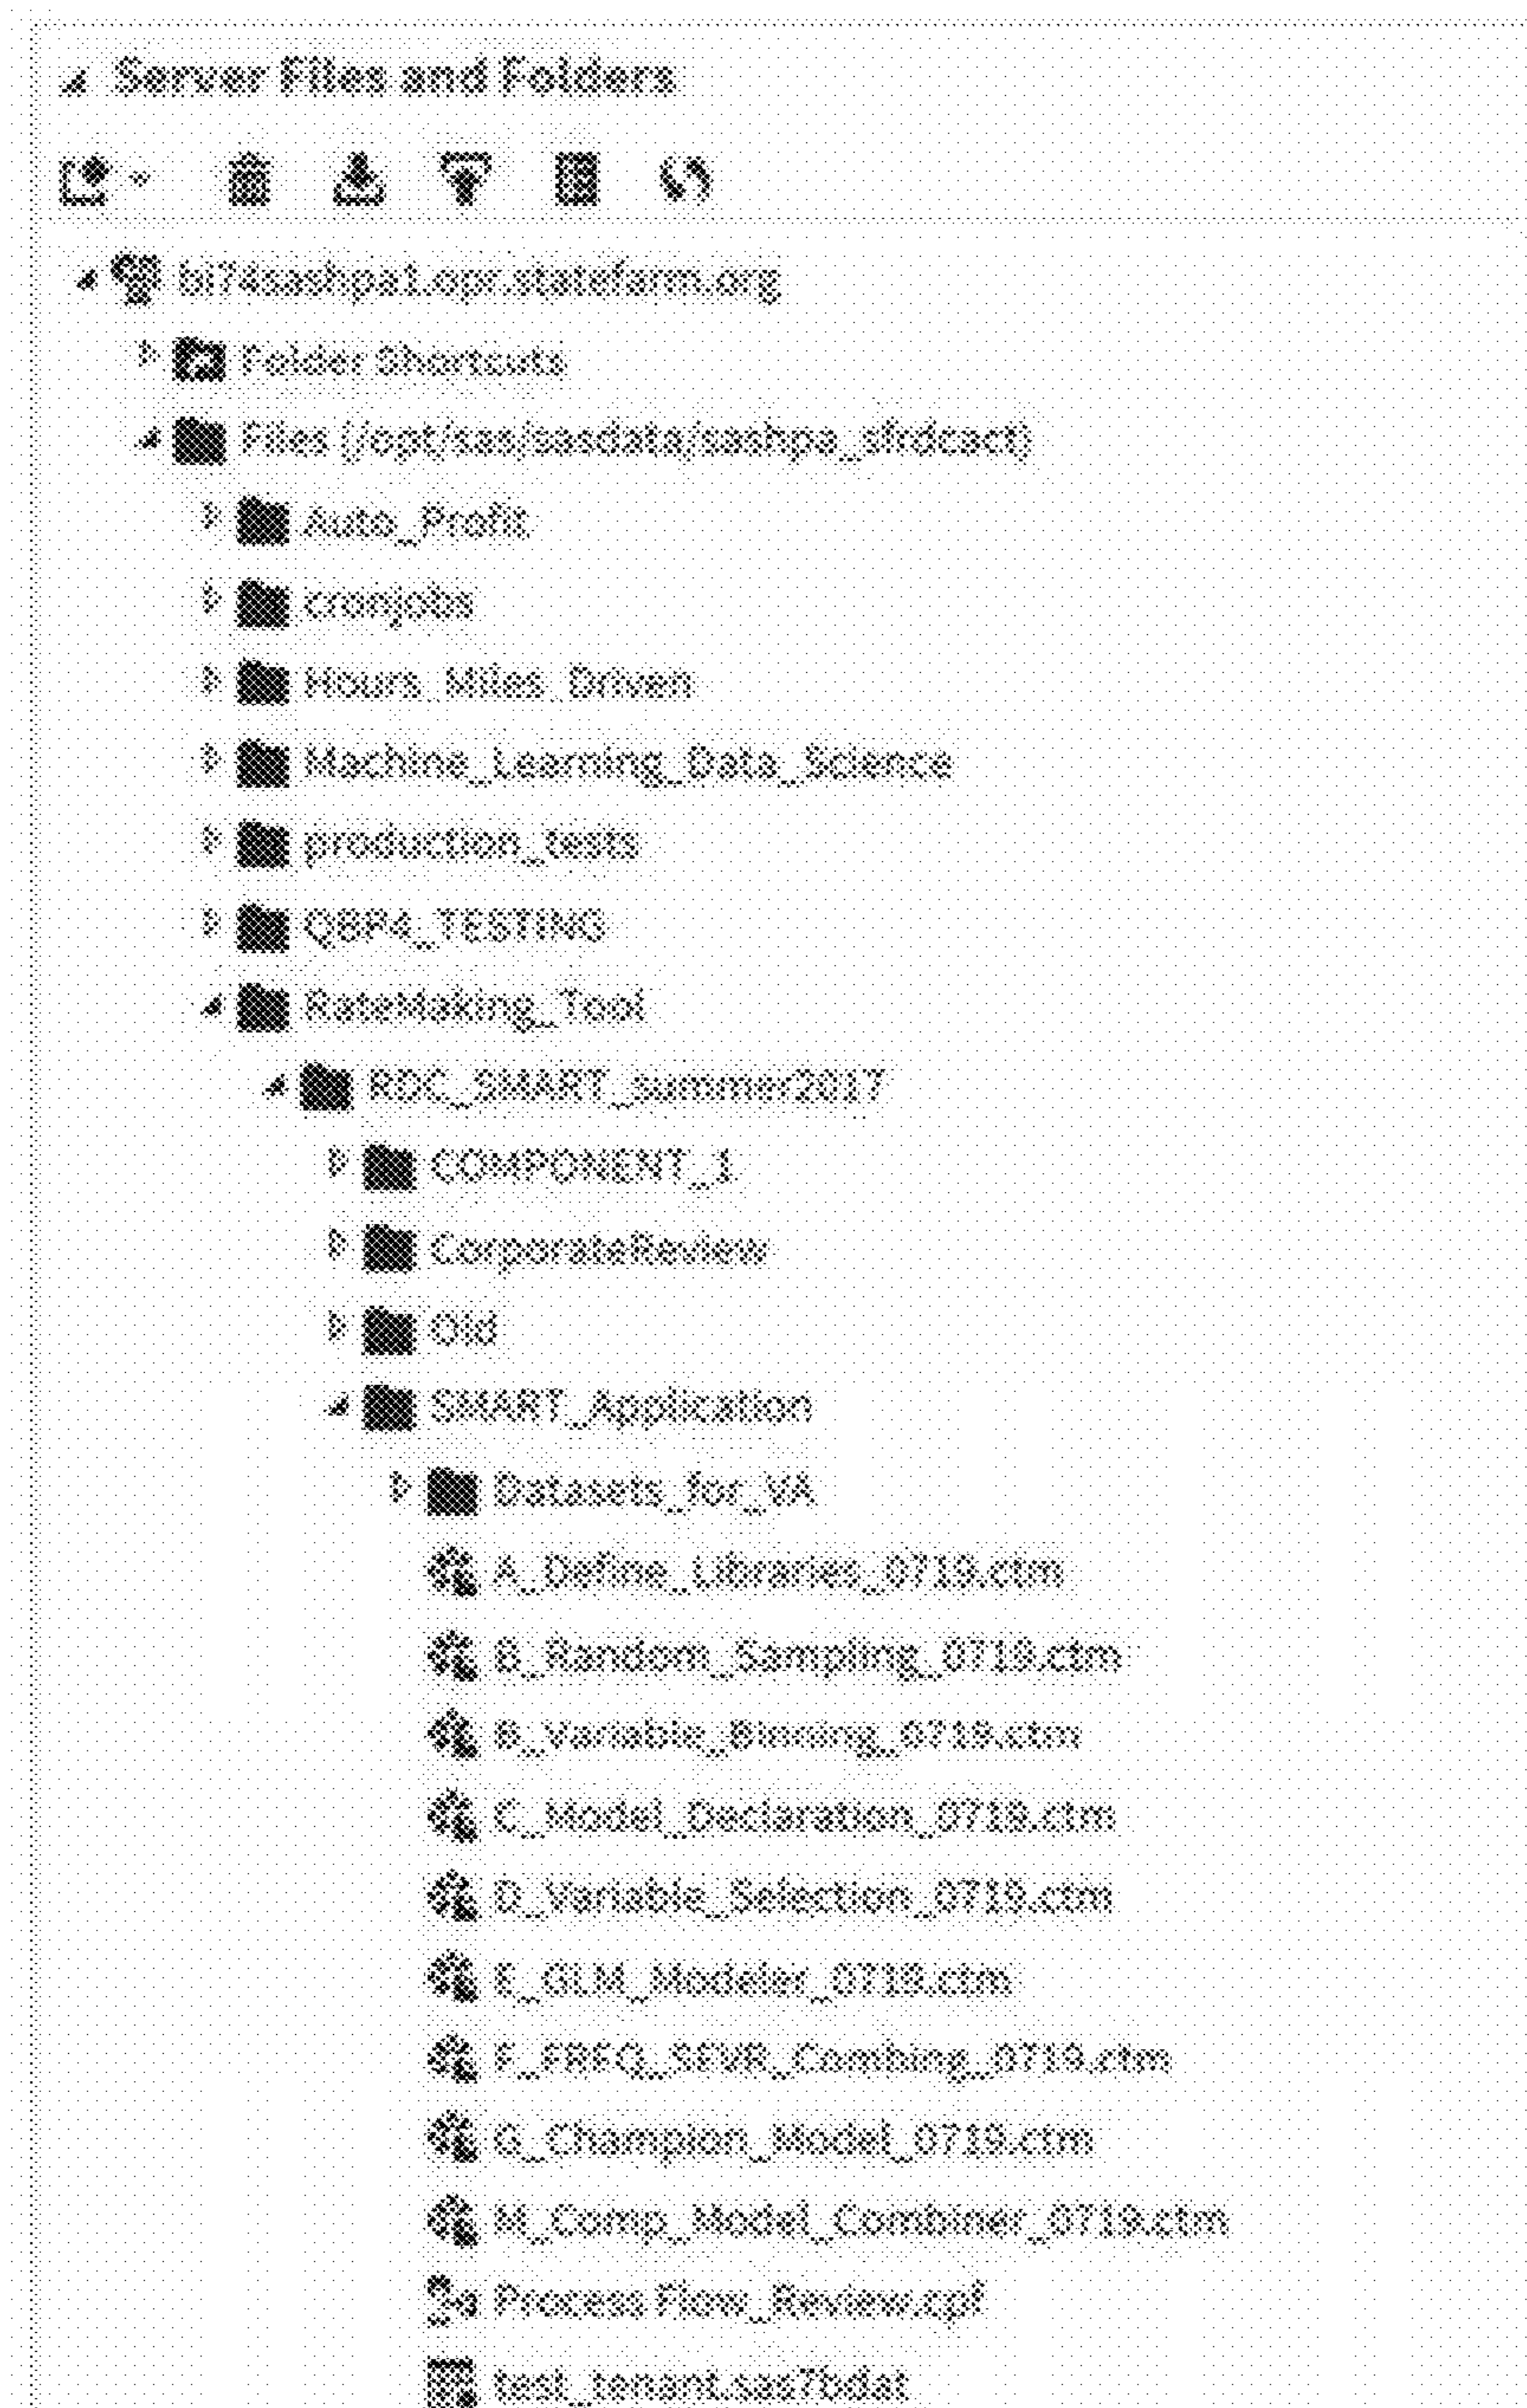 Server Files and Folders
bi74sashpa1.opr.statefarm.org
Folder Shortcuts
Files (/opt/sas/sasdata/sashpa_sfrdcact)
Auto_Profit
cronjobs
Hours_Miles_Driven
Machine_Learning_Data_Science
production_tests
QBP4_TESTING
RateMaking_Tool
RDC_SMART_summer2017
COMPONENT_1
CorporateReview
Old
SMART_Application
Datasets_for_VA
A_Define_Libraries_0719.ctm
B_Random_Sampling_0719.ctm
B_Variable_Binning_0719.ctm
C_Model_Declaration_0719.ctm
D_Variable_Selection_0719.ctm
E_GLM_Modeler_0719.ctm
F_FREQ_SEVR_Combing_0719.ctm
G_Champion_Model_0719.ctm
M_Comp_Model_Combiner_0719.ctm
Process Flow_Review.cpf
test_tenant.sas7bdat